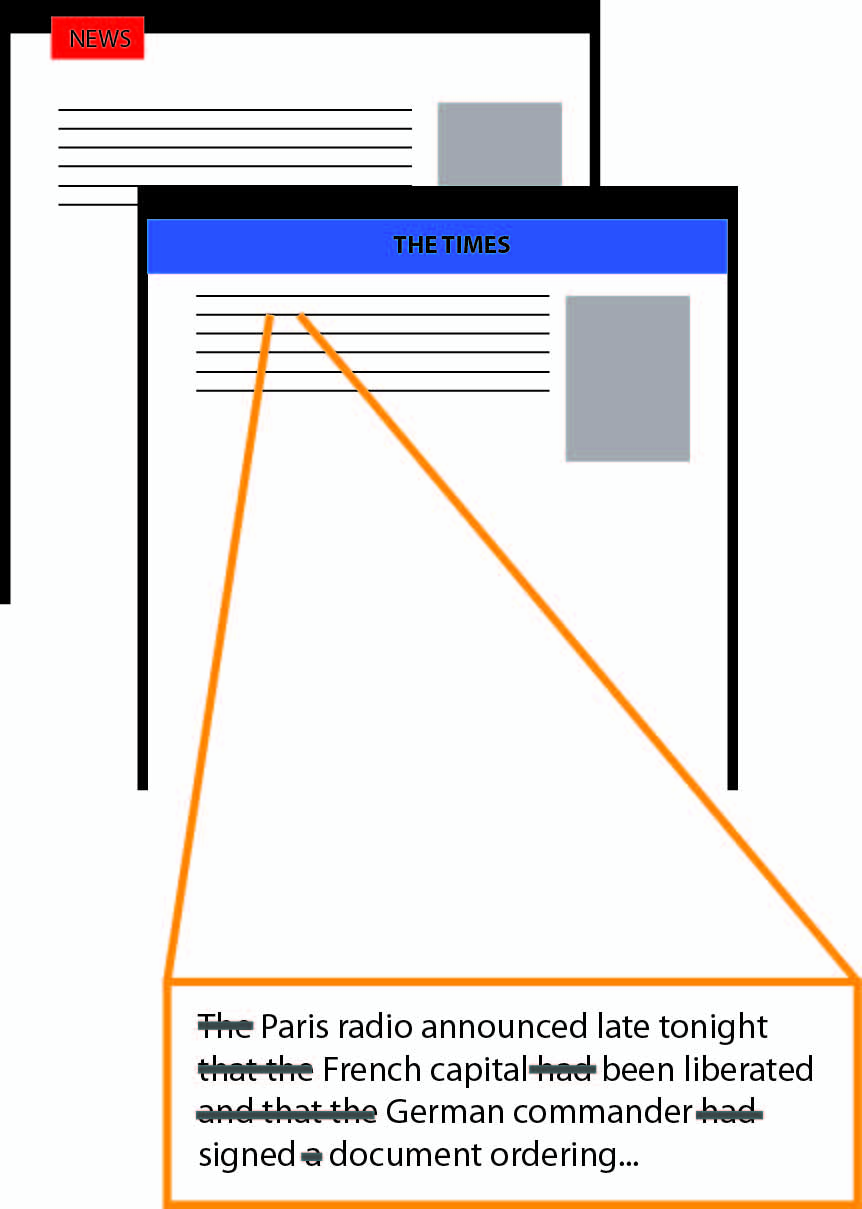 NEWS
THE TIMES
The Paris radio announced late tonight
that the French capital had been liberated
and that the German commander had
signed a document ordering...